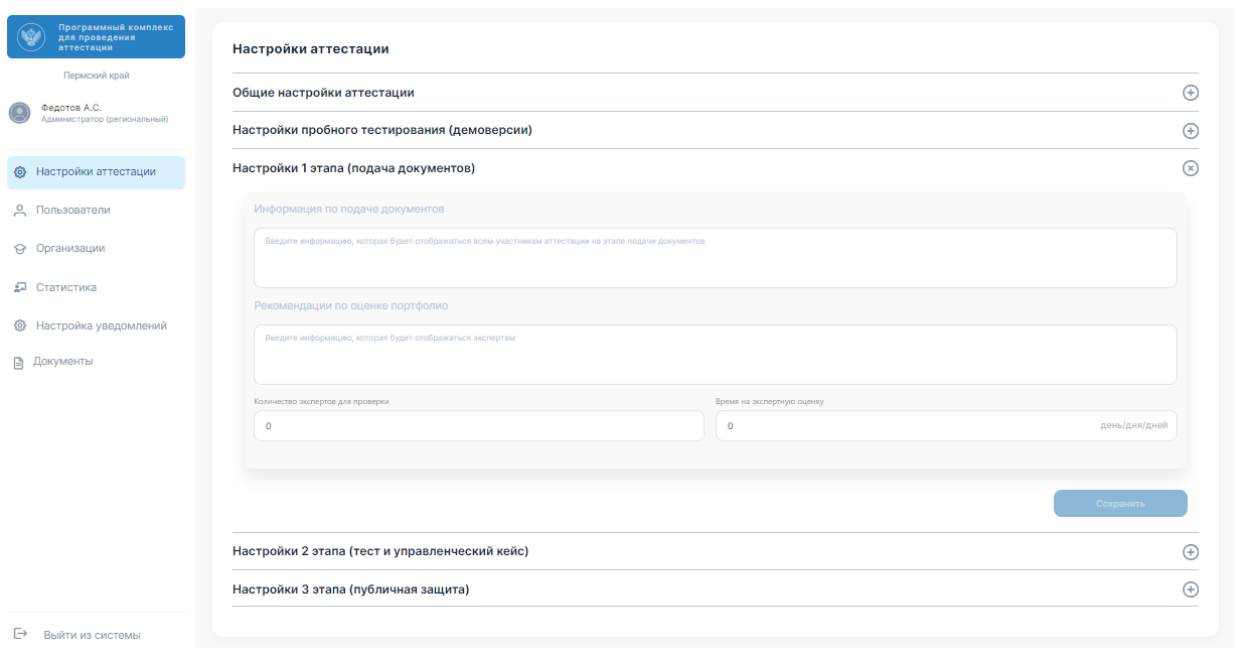 Программный комплекс
для проведения
аттестации
Пермский край
Федотов А.С.
Администратор (региональный)
Настройки аттестации
Пользователи
Организации
Статистика
Настройка уведомлений
Документы
Выйти из системы
Настройки аттестации
Общие настройки аттестации
Настройки пробного тестирования (демоверсии)
Настройки 1 этапа (подача документов)
Информация по подаче документов
Введите информацию, которая будет отображаться всем участникам аттестации на этапе подачи документов
Рекомендации по оценке портфолио
Введите информацию, которая будет отображаться экспертам
Количество экспертов для проверки
0
Время на экспертную оценку
0 день/дня/дней
Сохранить
Настройки 2 этапа (тест и управленческий кейс)
Настройки 3 этапа (публичная защита)